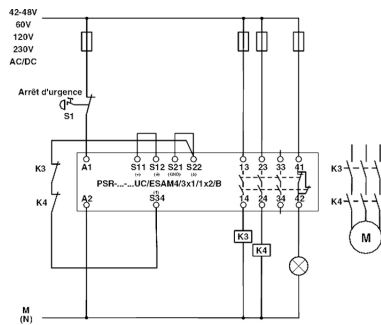 42-48V
60V
120V
230V
AC/DC
Arrêt d'urgence
S1
S11 S12 S21 S22
A1
(+) (⊕) (GND) (⊥)
13 23 33 41
K3
PSR-...-...UC/ESAM4/3x1/1x2/B
K3
K4
A2
S34
14 24 34 42
K4
K3
K4
M
M
(N)